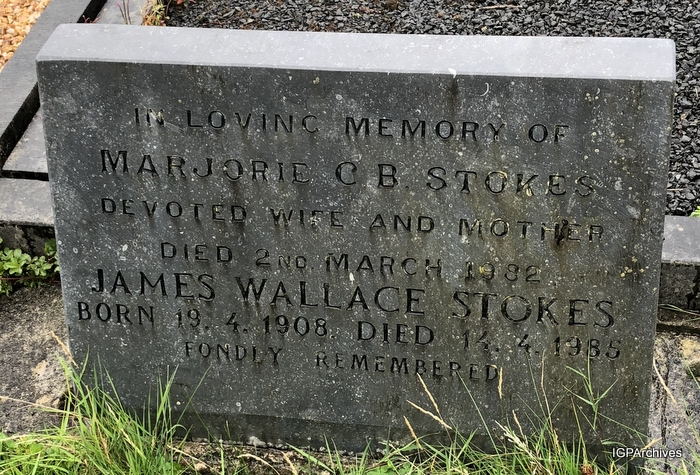 IN LOVING MEMORY OF
MARJORIE C.B. STOKES
DEVOTED WIFE AND MOTHER
DIED 2ND. MARCH 1982
JAMES WALLACE STOKES
BORN 19. 4. 1908. DIED 14. 4. 1985
FONDLY REMEMBERED
IGPArchives